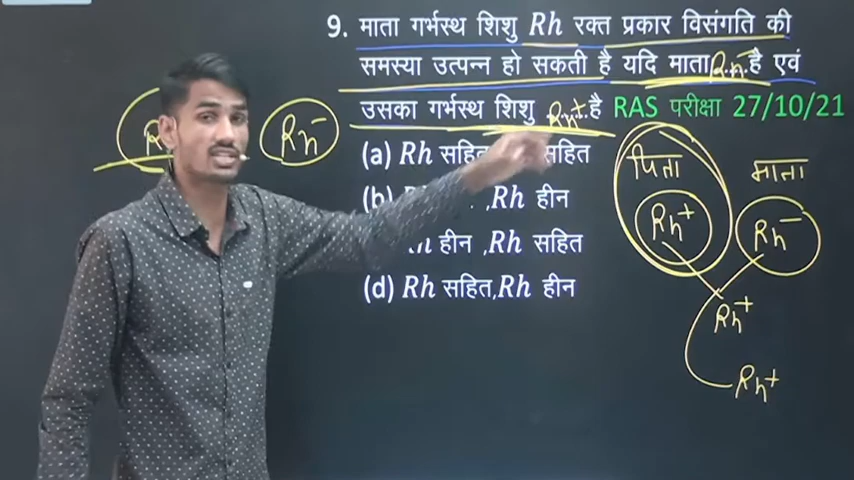 9. माता गर्भस्थ शिशु Rh रक्त प्रकार विसंगति की
समस्या उत्पन्न हो सकती है यदि माता Rh⁻ है एवं
उसका गर्भस्थ शिशु Rh⁺ है RAS परीक्षा 27/10/21
(a) Rh सहित सहित
(b) ,Rh हीन
हीन ,Rh सहित
(d) Rh सहित,Rh हीन
Rh⁻
पिता माता
Rh⁺ Rh⁻
Rh⁺
Rh⁺